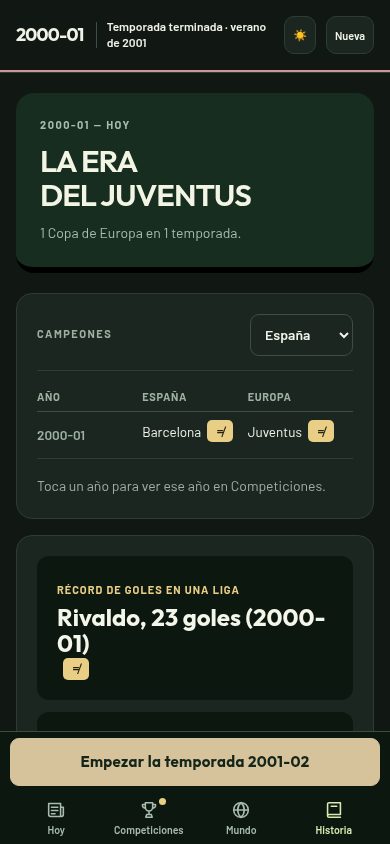 2000-01
Temporada terminada · verano
de 2001
Nueva
2000-01 — HOY
LA ERA
DEL JUVENTUS
1 Copa de Europa en 1 temporada.
CAMPEONES
España
AÑO ESPAÑA EUROPA
2000-01 Barcelona ≠ Juventus ≠
Toca un año para ver ese año en Competiciones.
RÉCORD DE GOLES EN UNA LIGA
Rivaldo, 23 goles (2000-
01)
≠
Empezar la temporada 2001-02
Hoy Competiciones Mundo Historia